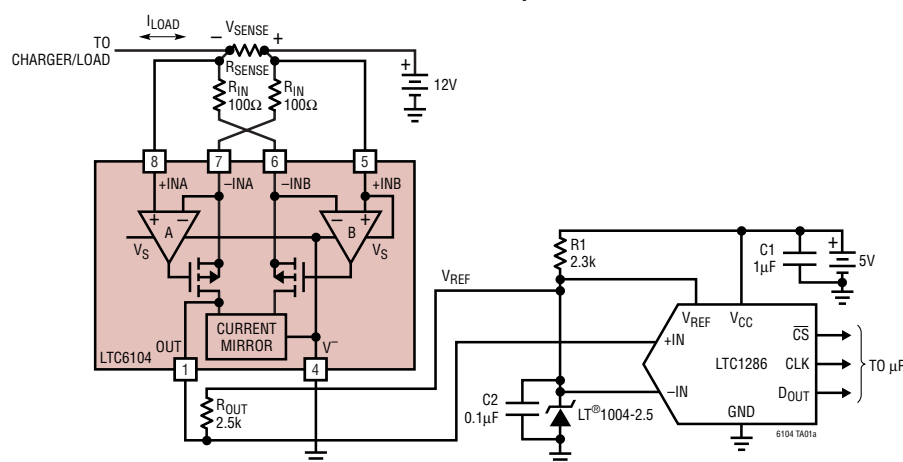 ILOAD
VSENSE
– +
TO
CHARGER/LOAD
RSENSE
RIN
100Ω
RIN
100Ω
+
12V
8
7
6
5
+INA
–INA
–INB
+INB
+ –
A
– +
B
VS
VS
CURRENT
MIRROR
OUT
V–
LTC6104
1
4
ROUT
2.5k
VREF
R1
2.3k
C1
1µF
+
5V
VREF
VCC
+IN
–IN
LTC1286
CS
CLK
DOUT
TO µP
GND
C2
0.1µF
LT®1004-2.5
6104 TA01a